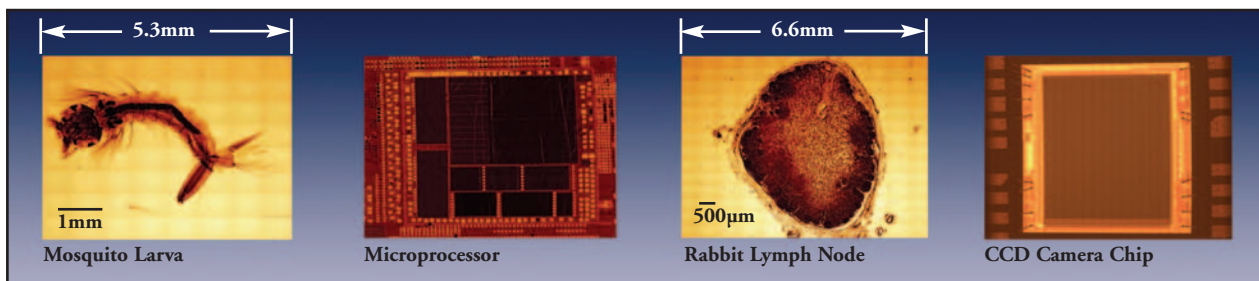 5.3mm
6.6mm
1mm
500µm
Mosquito Larva
Microprocessor
Rabbit Lymph Node
CCD Camera Chip